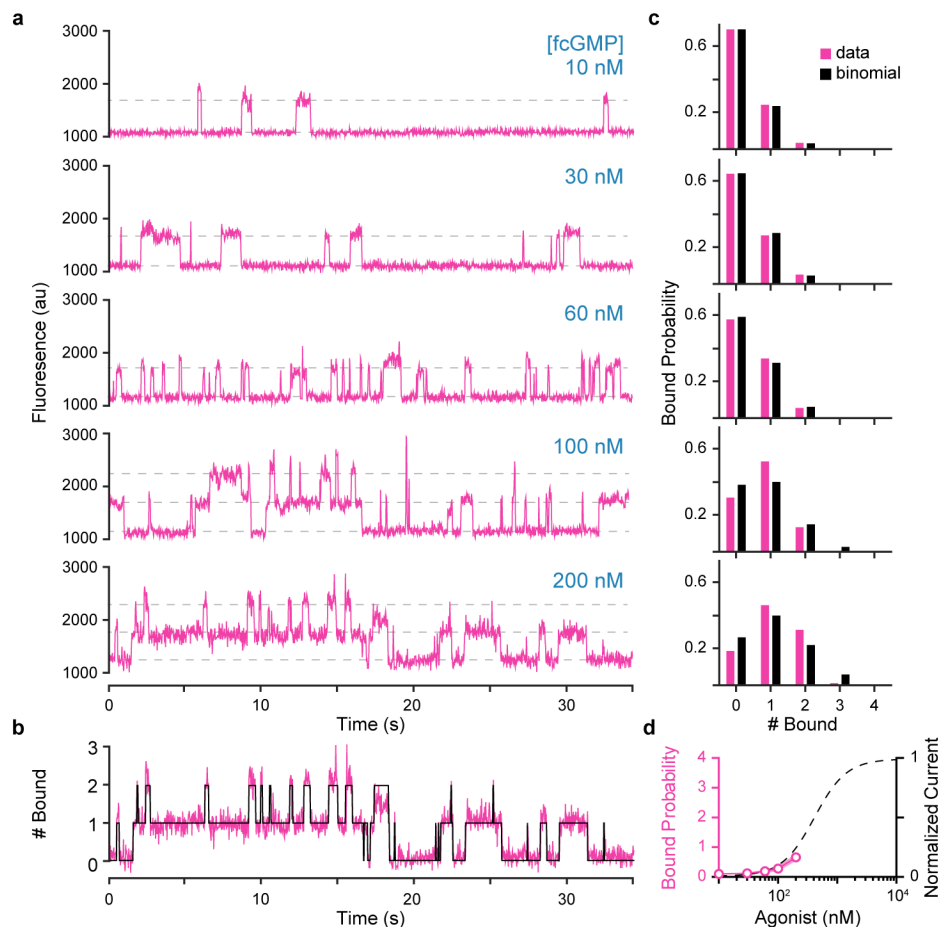 a
3000
2000
1000
[fcGMP]
10 nM
3000
2000
1000
30 nM
3000
2000
1000
60 nM
3000
2000
1000
100 nM
3000
2000
1000
200 nM
Fluorescence (au)
0 10 20 30
Time (s)
b
3
2
1
0
# Bound
0 10 20 30
Time (s)
c
data
binomial
0.6
0.2
0.6
0.2
0.6
0.2
0.6
0.2
0.6
0.2
Bound Probability
0 1 2 3 4
# Bound
d
4
3
2
1
0
Bound Probability
1
0
Normalized Current
10² 10⁴
Agonist (nM)